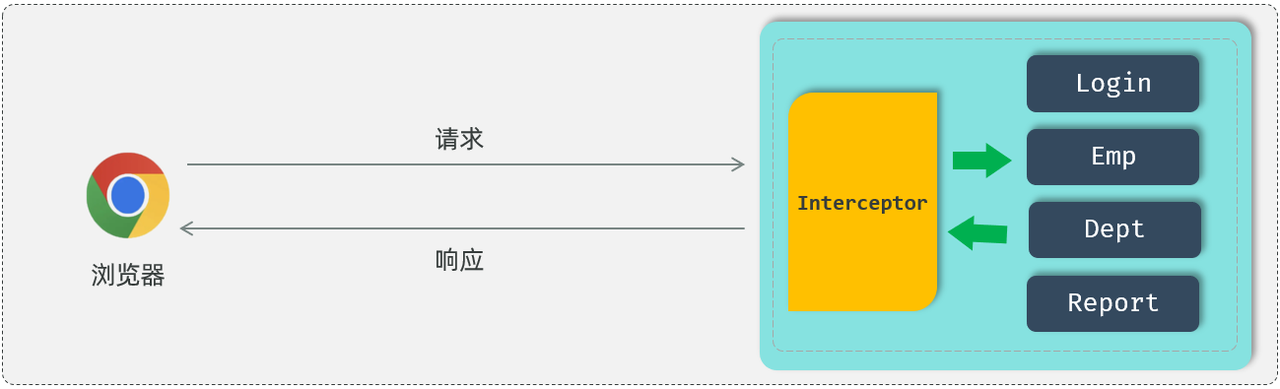 请求
响应
浏览器
Interceptor
Login
Emp
Dept
Report